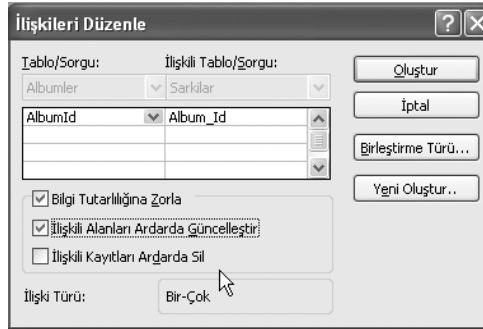 İlişkileri Düzenle
Tablo/Sorgu: İlişkili Tablo/Sorgu:
Albumler Sarkilar
AlbumId Album_Id
Bilgi Tutarlılığına Zorla
İlişkili Alanları Ardarda Güncelleştir
İlişkili Kayıtları Ardarda Sil
İlişki Türü: Bir-Çok
Oluştur
İptal
Birleştirme Türü...
Yeni Oluştur..